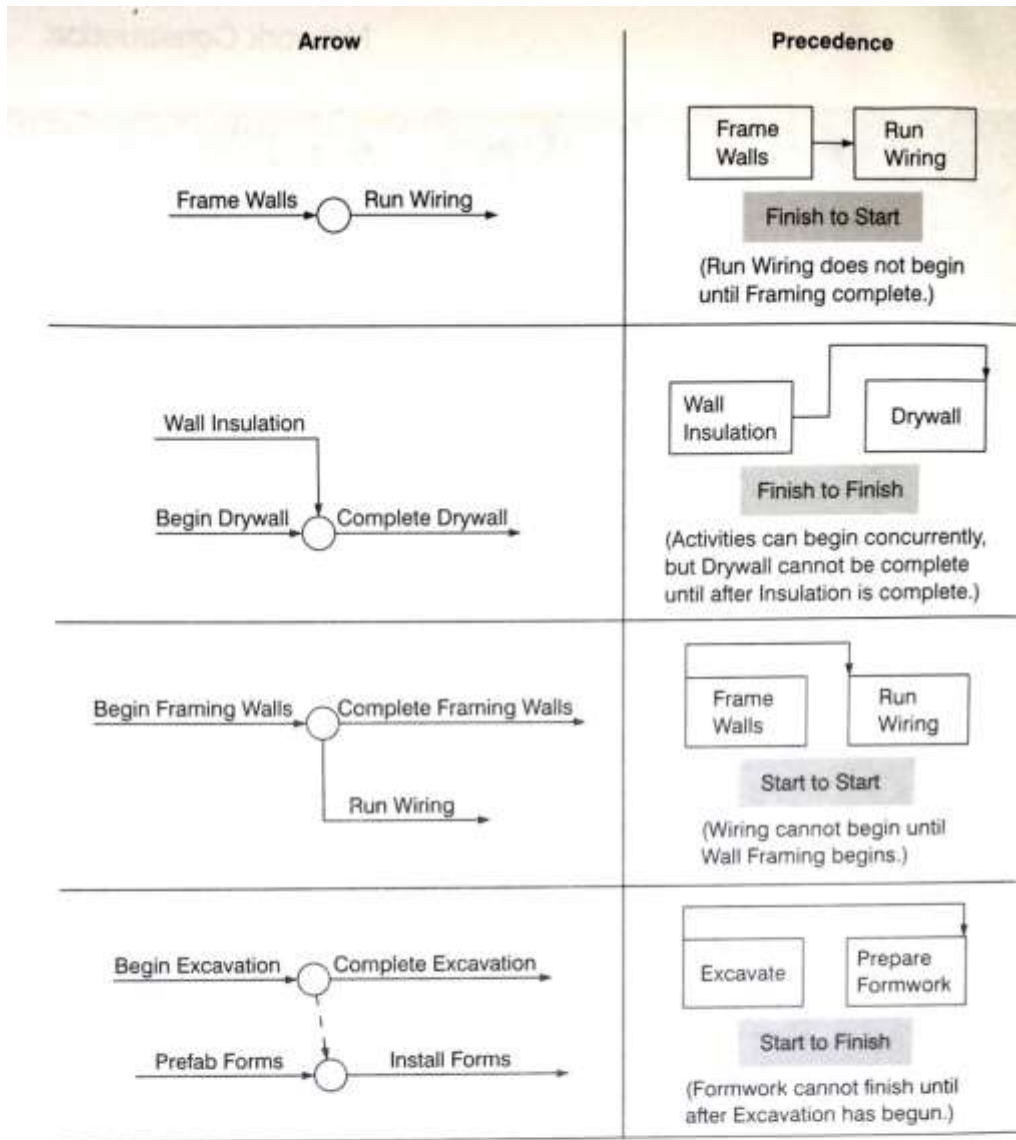 Arrow
Precedence
Frame Walls
Run Wiring
Frame
Walls
Run
Wiring
Finish to Start
(Run Wiring does not begin
until Framing complete.)
Wall Insulation
Begin Drywall
Complete Drywall
Wall
Insulation
Drywall
Finish to Finish
(Activities can begin concurrently,
but Drywall cannot be complete
until after Insulation is complete.)
Begin Framing Walls
Complete Framing Walls
Run Wiring
Frame
Walls
Run
Wiring
Start to Start
(Wiring cannot begin until
Wall Framing begins.)
Begin Excavation
Complete Excavation
Prefab Forms
Install Forms
Excavate
Prepare
Formwork
Start to Finish
(Formwork cannot finish until
after Excavation has begun.)